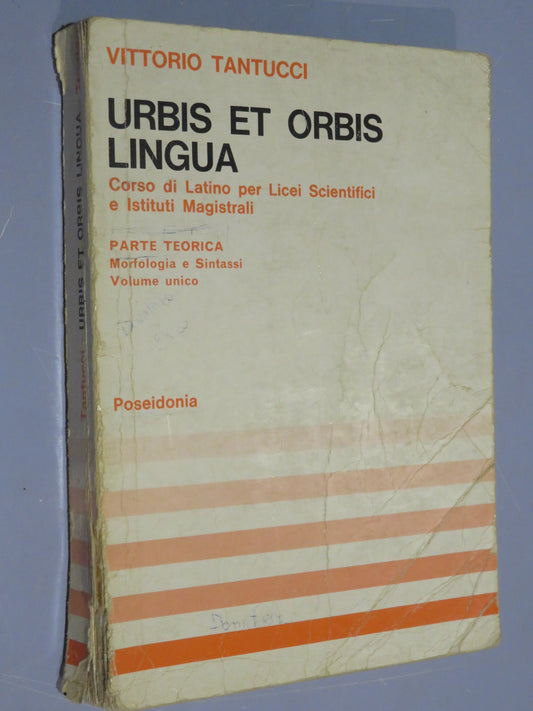 VITTORIO TANTUCCI
URBIS ET ORBIS
LINGUA
Corso di Latino per Licei Scientifici
e Istituti Magistrali
PARTE TEORICA
Morfologia e Sintassi
Volume unico
Poseidonia
Tantucci URBIS ET ORBIS LINGUA